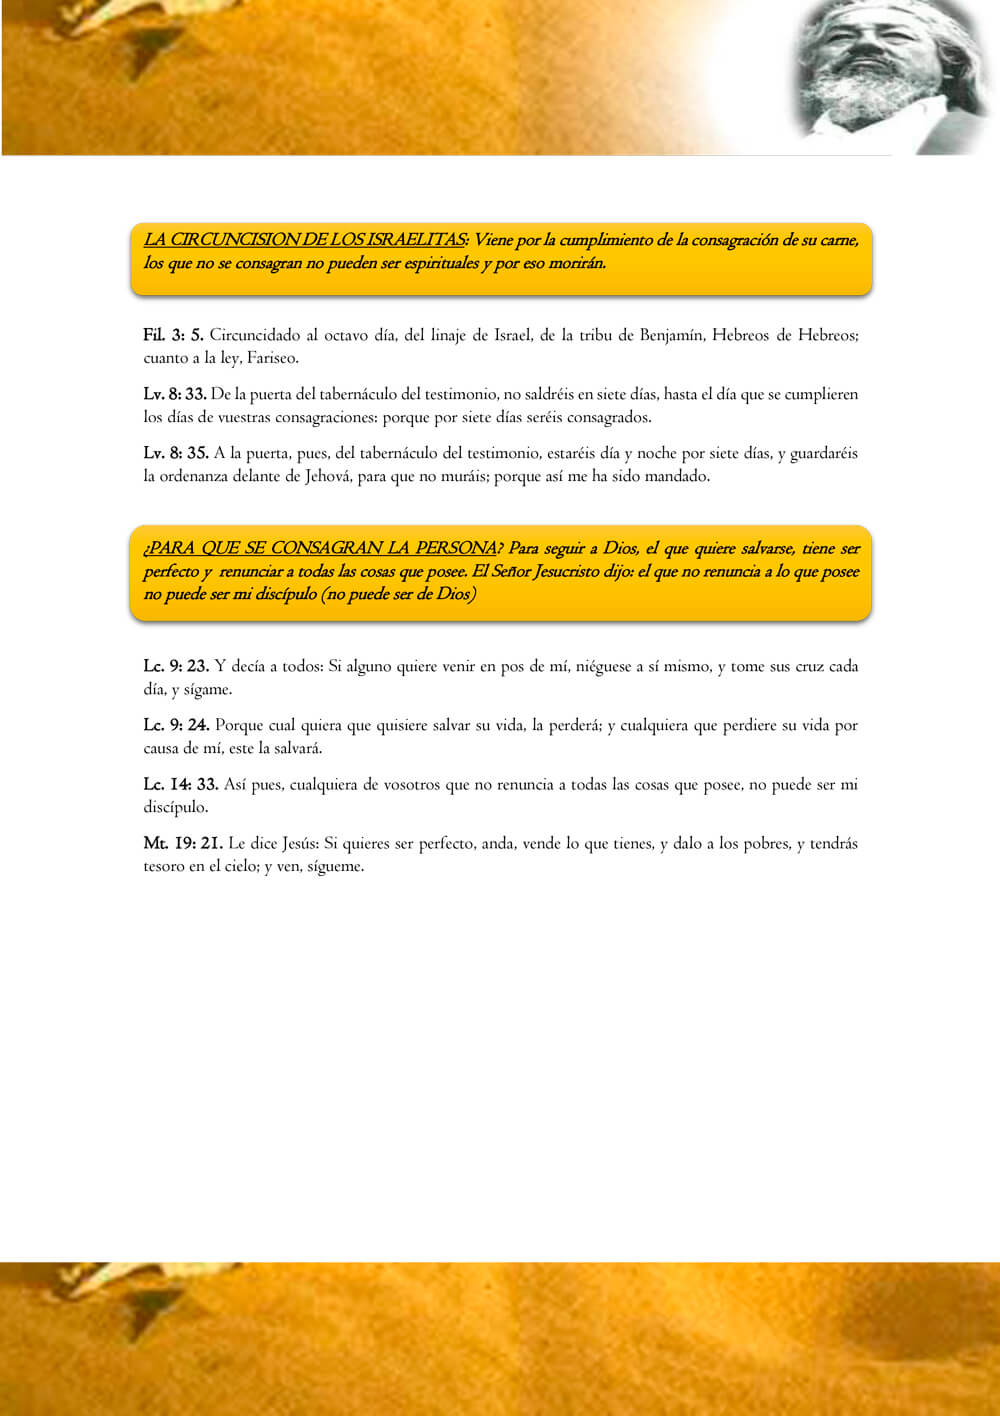 LA CIRCUNCISION DE LOS ISRAELITAS: Viene por la cumplimiento de la consagración de su carne,
los que no se consagran no pueden ser espirituales y por eso morirán.
Fil. 3: 5. Circuncidado al octavo día, del linaje de Israel, de la tribu de Benjamín, Hebreos de Hebreos;
cuanto a la ley, Fariseo.
Lv. 8: 33. De la puerta del tabernáculo del testimonio, no saldréis en siete días, hasta el día que se cumplieren
los días de vuestras consagraciones: porque por siete días seréis consagrados.
Lv. 8: 35. A la puerta, pues, del tabernáculo del testimonio, estaréis día y noche por siete días, y guardaréis
la ordenanza delante de Jehová, para que no muráis; porque así me ha sido mandado.
¿PARA QUE SE CONSAGRAN LA PERSONA? Para seguir a Dios, el que quiere salvarse, tiene ser
perfecto y renunciar a todas las cosas que posee. El Señor Jesucristo dijo: el que no renuncia a lo que posee
no puede ser mi discípulo (no puede ser de Dios)
Lc. 9: 23. Y decía a todos: Si alguno quiere venir en pos de mí, niéguese a sí mismo, y tome sus cruz cada
día, y sígame.
Lc. 9: 24. Porque cual quiera que quisiere salvar su vida, la perderá; y cualquiera que perdiere su vida por
causa de mí, este la salvará.
Lc. 14: 33. Así pues, cualquiera de vosotros que no renuncia a todas las cosas que posee, no puede ser mi
discípulo.
Mt. 19: 21. Le dice Jesús: Si quieres ser perfecto, anda, vende lo que tienes, y dalo a los pobres, y tendrás
tesoro en el cielo; y ven, sígueme.